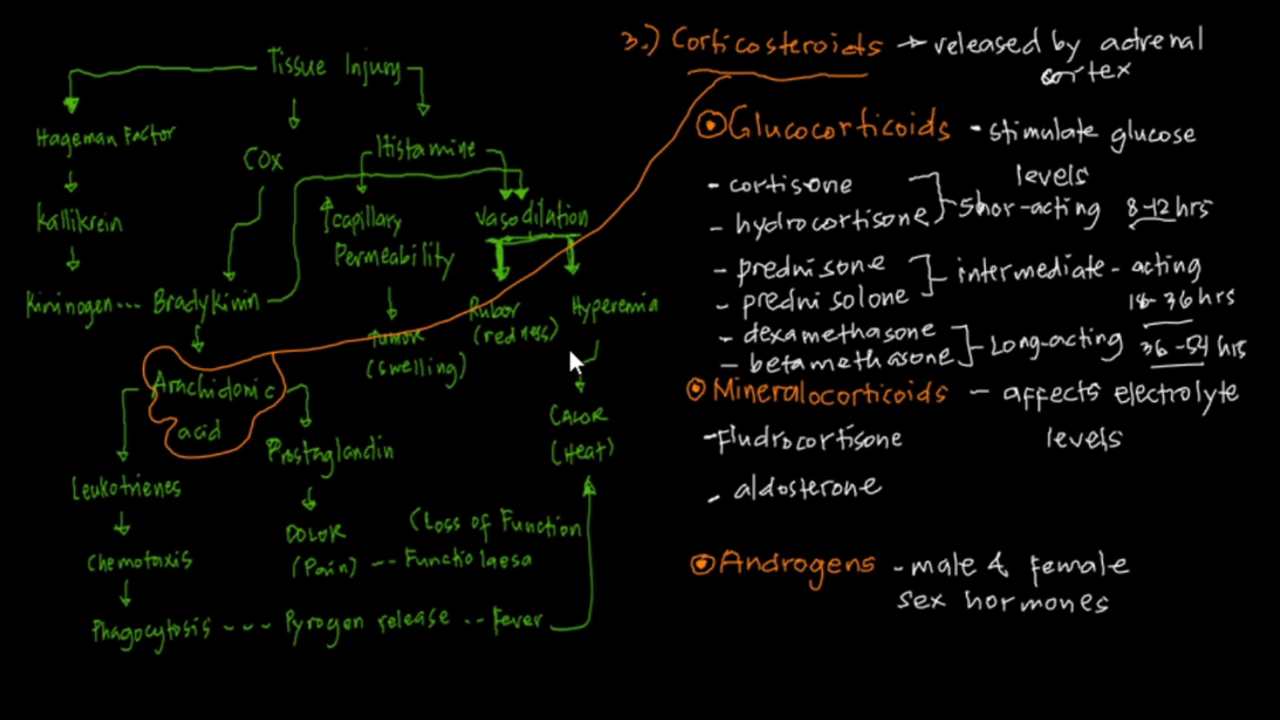 Tissue Injury
Hageman Factor
COX
Histamine
Kallikrein
↑ Capillary
Permeability
Vasodilation
Kininogen --- Bradykinin
Rubor
(redness)
Hyperemia
Tumor
(swelling)
Arachidonic
acid
CALOR
(Heat)
Prostaglandin
Leukotrienes
DOLOR
(Pain) -- Functio laesa
(Loss of Function
Chemotaxis
Phagocytosis --- Pyrogen release -- Fever
3.) Corticosteroids → released by adrenal
cortex
Glucocorticoids - stimulate glucose
levels
- cortisone
- hydrocortisone
Shor-acting 8-12 hrs
- prednisone
- prednisolone
intermediate - acting
18-36 hrs
- dexamethasone
- betamethasone
Long-acting 36-54 hrs
Mineralocorticoids - affects electrolyte
levels
- Fludrocortisone
- aldosterone
Androgens - male & female
sex hormones